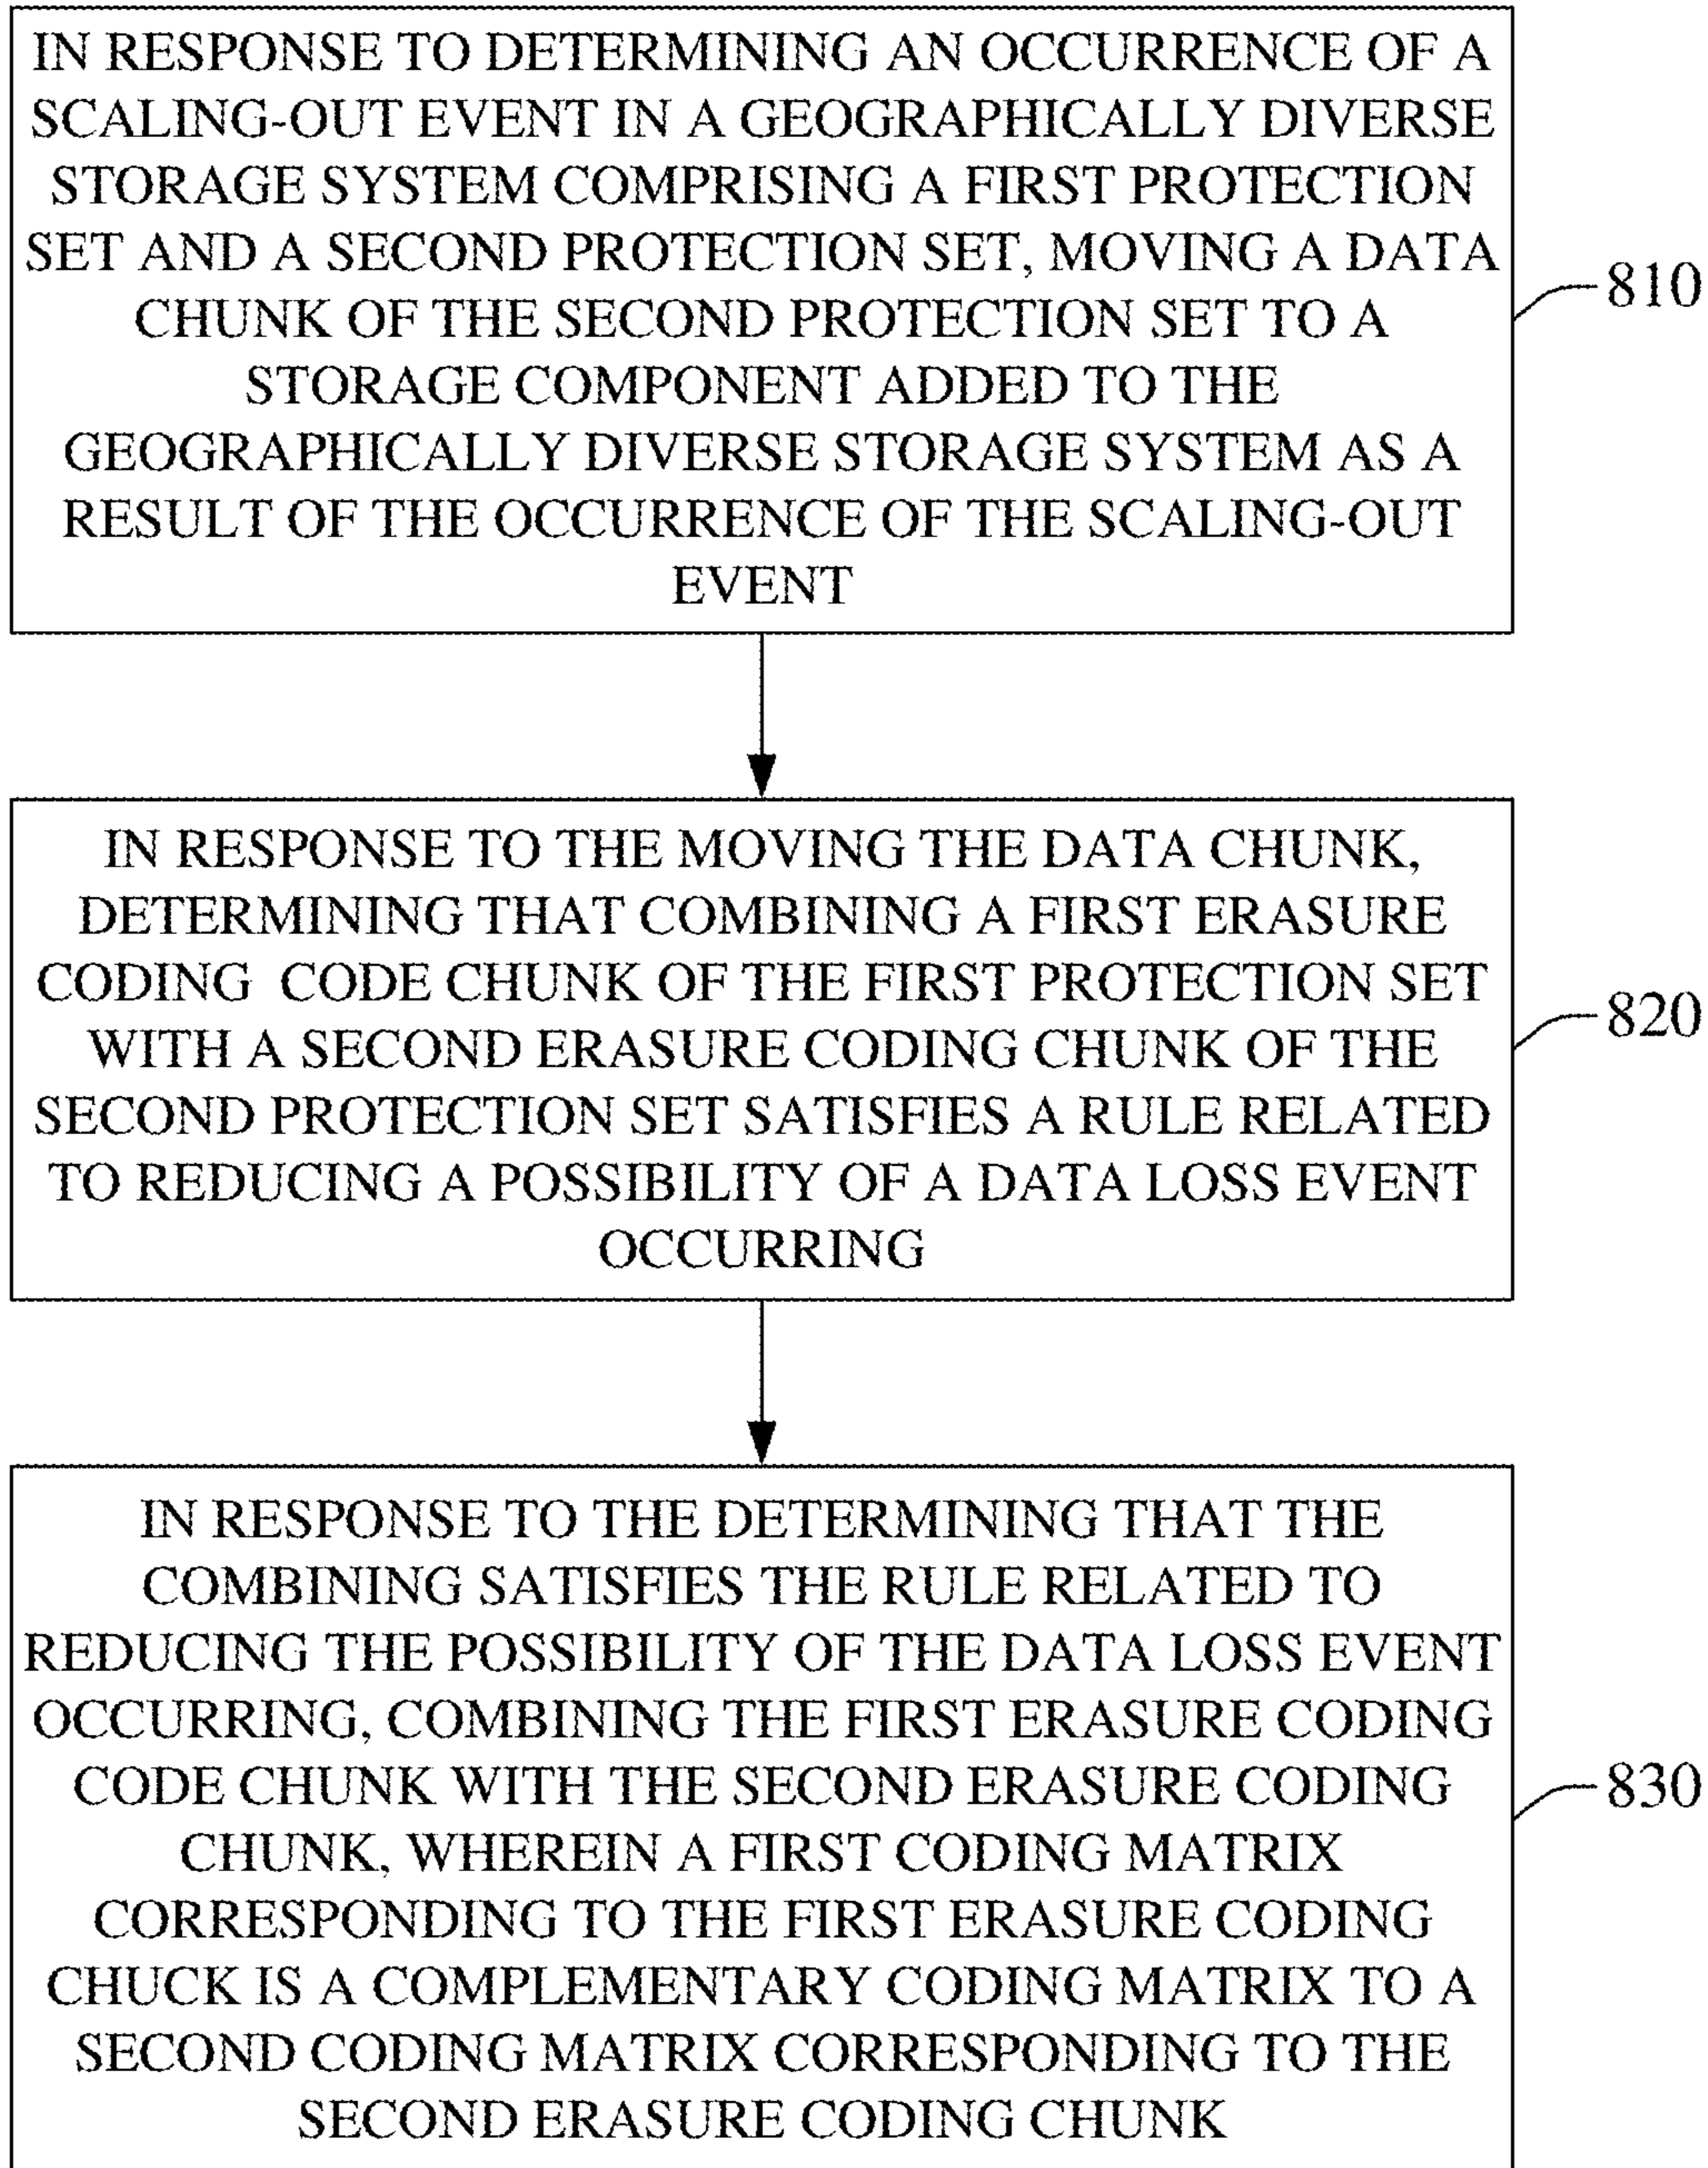 IN RESPONSE TO DETERMINING AN OCCURRENCE OF A
SCALING-OUT EVENT IN A GEOGRAPHICALLY DIVERSE
STORAGE SYSTEM COMPRISING A FIRST PROTECTION
SET AND A SECOND PROTECTION SET, MOVING A DATA
CHUNK OF THE SECOND PROTECTION SET TO A
STORAGE COMPONENT ADDED TO THE
GEOGRAPHICALLY DIVERSE STORAGE SYSTEM AS A
RESULT OF THE OCCURRENCE OF THE SCALING-OUT
EVENT
810
IN RESPONSE TO THE MOVING THE DATA CHUNK,
DETERMINING THAT COMBINING A FIRST ERASURE
CODING CODE CHUNK OF THE FIRST PROTECTION SET
WITH A SECOND ERASURE CODING CHUNK OF THE
SECOND PROTECTION SET SATISFIES A RULE RELATED
TO REDUCING A POSSIBILITY OF A DATA LOSS EVENT
OCCURRING
820
IN RESPONSE TO THE DETERMINING THAT THE
COMBINING SATISFIES THE RULE RELATED TO
REDUCING THE POSSIBILITY OF THE DATA LOSS EVENT
OCCURRING, COMBINING THE FIRST ERASURE CODING
CODE CHUNK WITH THE SECOND ERASURE CODING
CHUNK, WHEREIN A FIRST CODING MATRIX
CORRESPONDING TO THE FIRST ERASURE CODING
CHUCK IS A COMPLEMENTARY CODING MATRIX TO A
SECOND CODING MATRIX CORRESPONDING TO THE
SECOND ERASURE CODING CHUNK
830